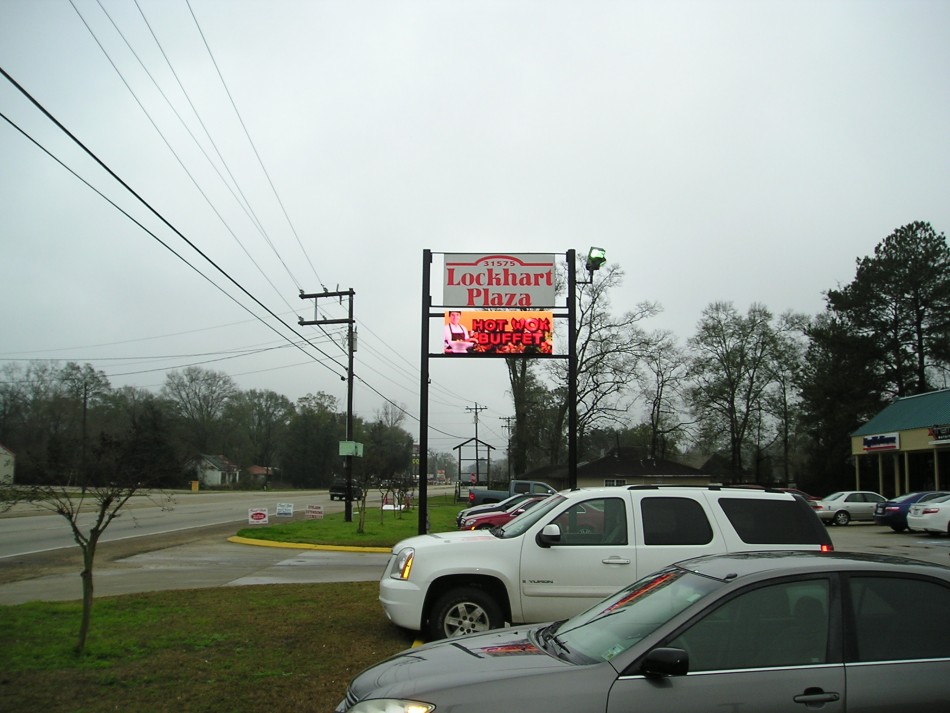 31575
Lockhart
Plaza
HOT WOK
BUFFET
YUKON